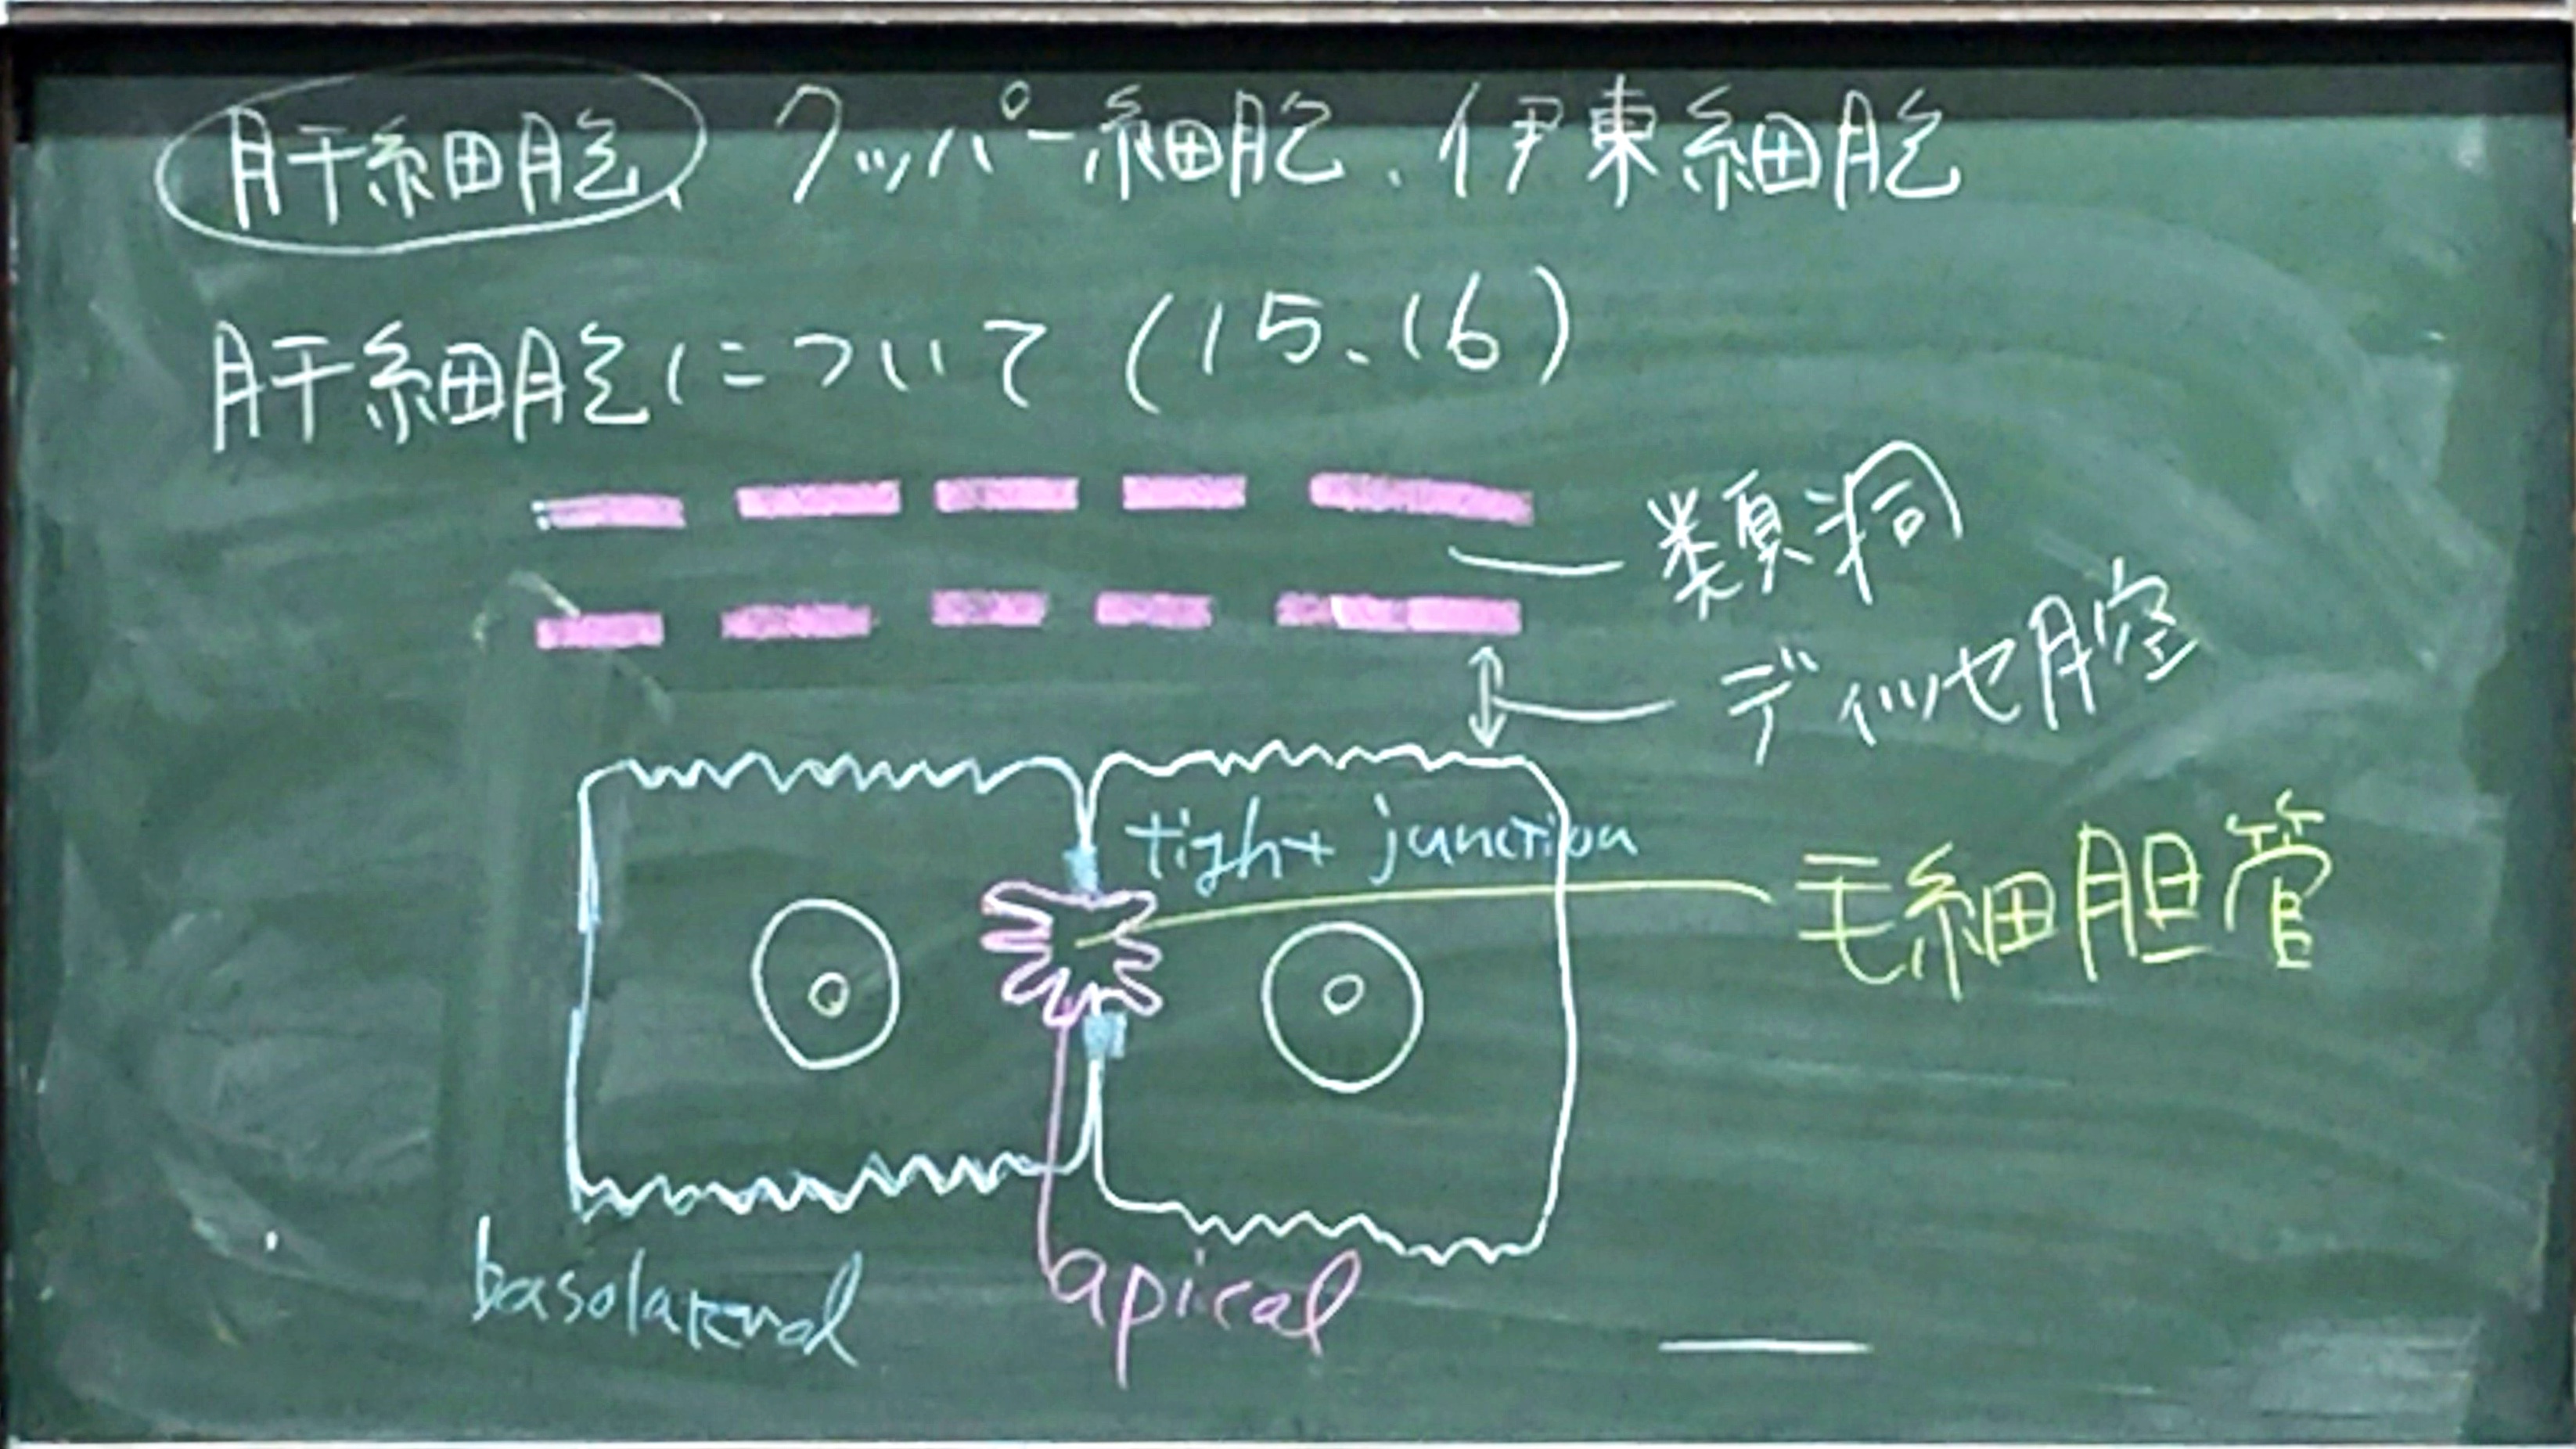 肝細胞、クッパー細胞、伊東細胞
肝細胞について(15、16)
類洞
ディッセ腔
tight junction
毛細胆管
basolateral
apical